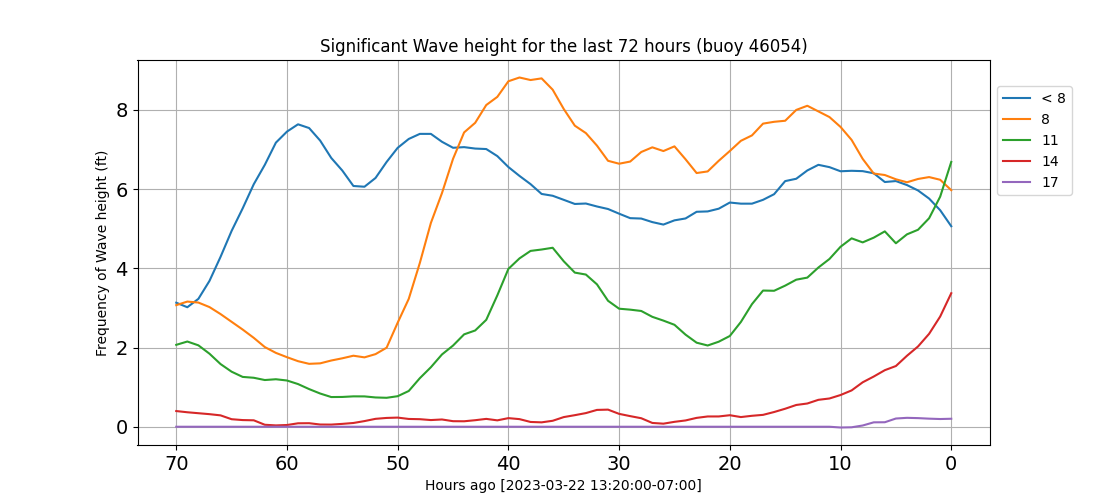 Significant Wave height for the last 72 hours (buoy 46054)
Frequency of Wave height (ft)
8
6
4
2
0
70 60 50 40 30 20 10 0
Hours ago [2023-03-22 13:20:00-07:00]
< 8
8
11
14
17